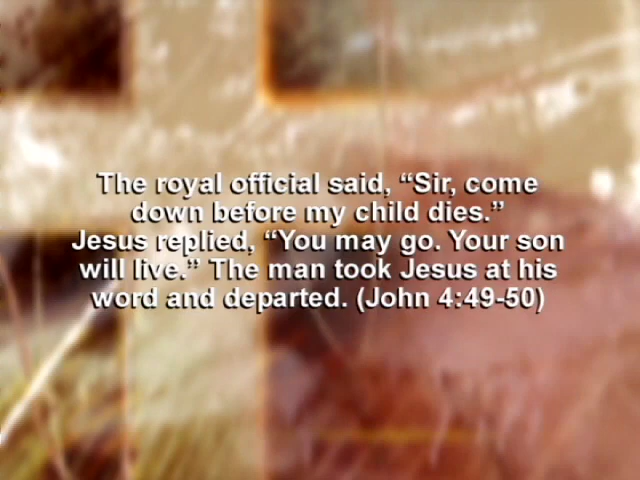 The royal official said, “Sir, come
down before my child dies.”
Jesus replied, “You may go. Your son
will live.” The man took Jesus at his
word and departed. (John 4:49-50)